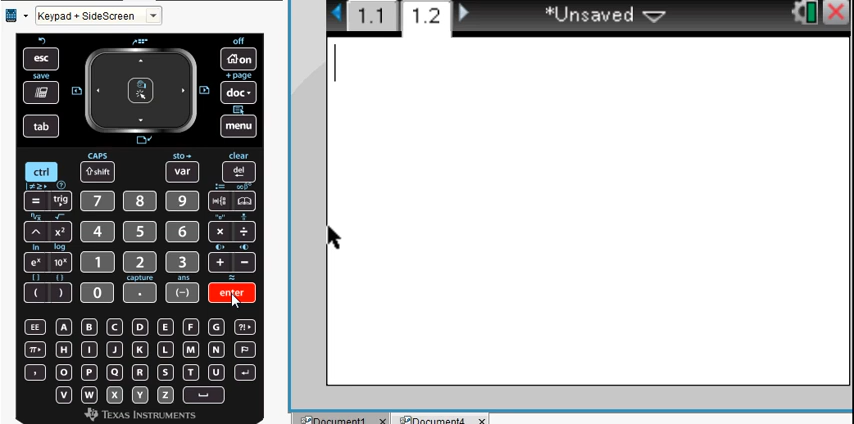 Keypad + SideScreen
1.1 1.2 *Unsaved
off
esc on
save + page
doc
tab menu
CAPS sto→ clear
ctrl shift var del
|≠≥▸ ? := ∞β°
= trig 7 8 9
ⁿ√x √ "□"
^ x² 4 5 6 × ÷
ln log
eˣ 10ˣ 1 2 3 + −
[ ] { } capture ans ≈
( ) 0 . (−) enter
EE A B C D E F G ?!▸
π▸ H I J K L M N
, O P Q R S T U ↵
V W X Y Z
TEXAS INSTRUMENTS
Document1 × Document4 ×